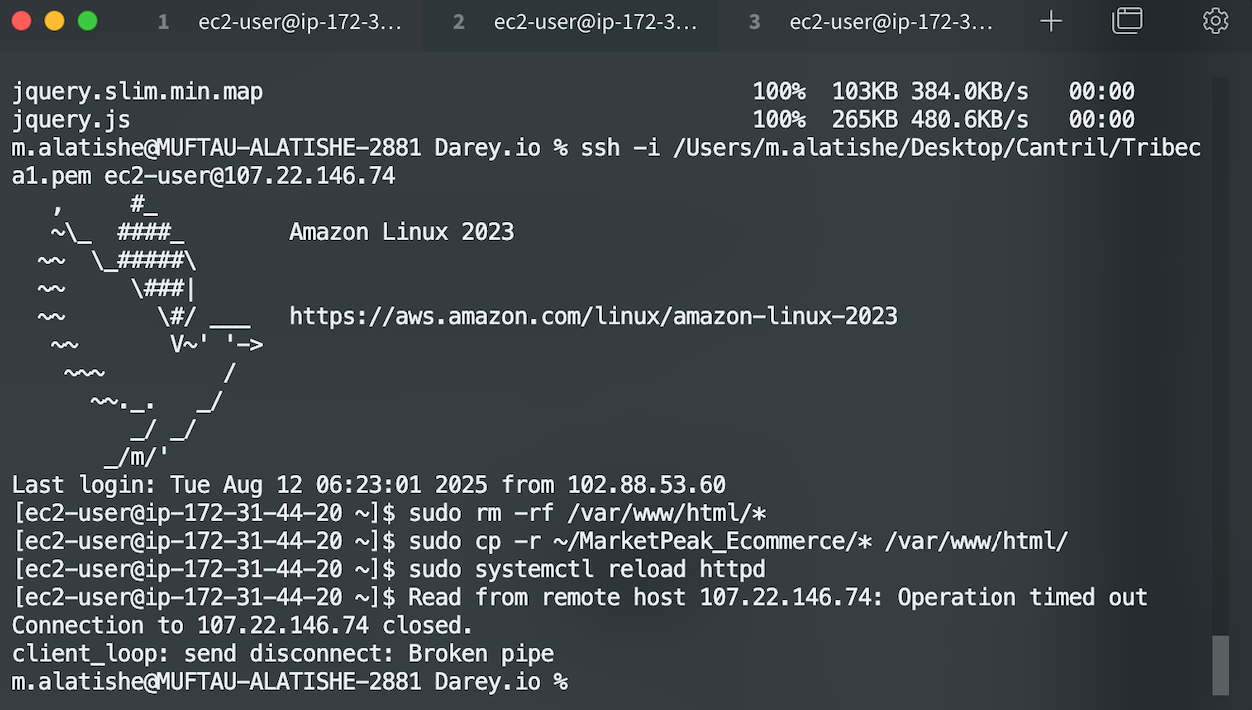 1 ec2-user@ip-172-3... 2 ec2-user@ip-172-3... 3 ec2-user@ip-172-3...
jquery.slim.min.map 100% 103KB 384.0KB/s 00:00
jquery.js 100% 265KB 480.6KB/s 00:00
m.alatishe@MUFTAU-ALATISHE-2881 Darey.io % ssh -i /Users/m.alatishe/Desktop/Cantril/Tribec
a1.pem ec2-user@107.22.146.74
   ,     #_
   ~\_  ####_        Amazon Linux 2023
  ~~  \_#####\
  ~~     \###|
  ~~       \#/ ___   https://aws.amazon.com/linux/amazon-linux-2023
   ~~       V~' '->
    ~~~         /
      ~~._.   _/
         _/ _/
       _/m/'
Last login: Tue Aug 12 06:23:01 2025 from 102.88.53.60
[ec2-user@ip-172-31-44-20 ~]$ sudo rm -rf /var/www/html/*
[ec2-user@ip-172-31-44-20 ~]$ sudo cp -r ~/MarketPeak_Ecommerce/* /var/www/html/
[ec2-user@ip-172-31-44-20 ~]$ sudo systemctl reload httpd
[ec2-user@ip-172-31-44-20 ~]$ Read from remote host 107.22.146.74: Operation timed out
Connection to 107.22.146.74 closed.
client_loop: send disconnect: Broken pipe
m.alatishe@MUFTAU-ALATISHE-2881 Darey.io %